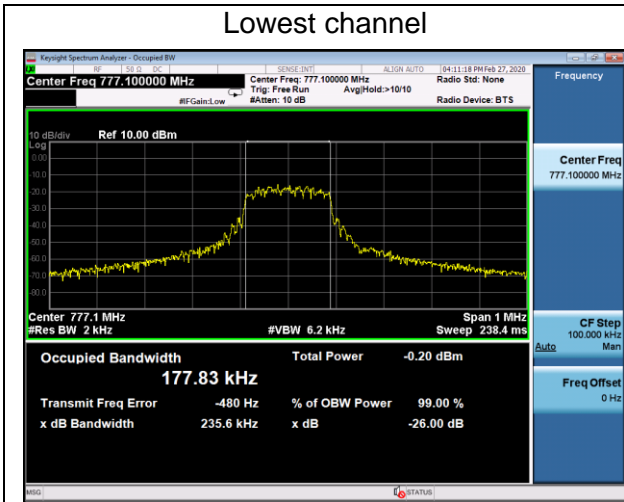 Lowest channel
Keysight Spectrum Analyzer - Occupied BW
LXI RF 50 Ω DC SENSE:INT ALIGN AUTO 04:11:18 PM Feb 27, 2020
Center Freq 777.100000 MHz
Center Freq: 777.100000 MHz Radio Std: None
Trig: Free Run Avg|Hold:>10/10
#IFGain:Low #Atten: 10 dB Radio Device: BTS
Frequency
10 dB/div Ref 10.00 dBm
Log
0.00
-10.0
-20.0
-30.0
-40.0
-50.0
-60.0
-70.0
-80.0
Center Freq
777.100000 MHz
Center 777.1 MHz Span 1 MHz
#Res BW 2 kHz #VBW 6.2 kHz Sweep 238.4 ms
CF Step
100.000 kHz
Auto Man
Freq Offset
0 Hz
Occupied Bandwidth Total Power -0.20 dBm
177.83 kHz
Transmit Freq Error -480 Hz % of OBW Power 99.00 %
x dB Bandwidth 235.6 kHz x dB -26.00 dB
MSG STATUS